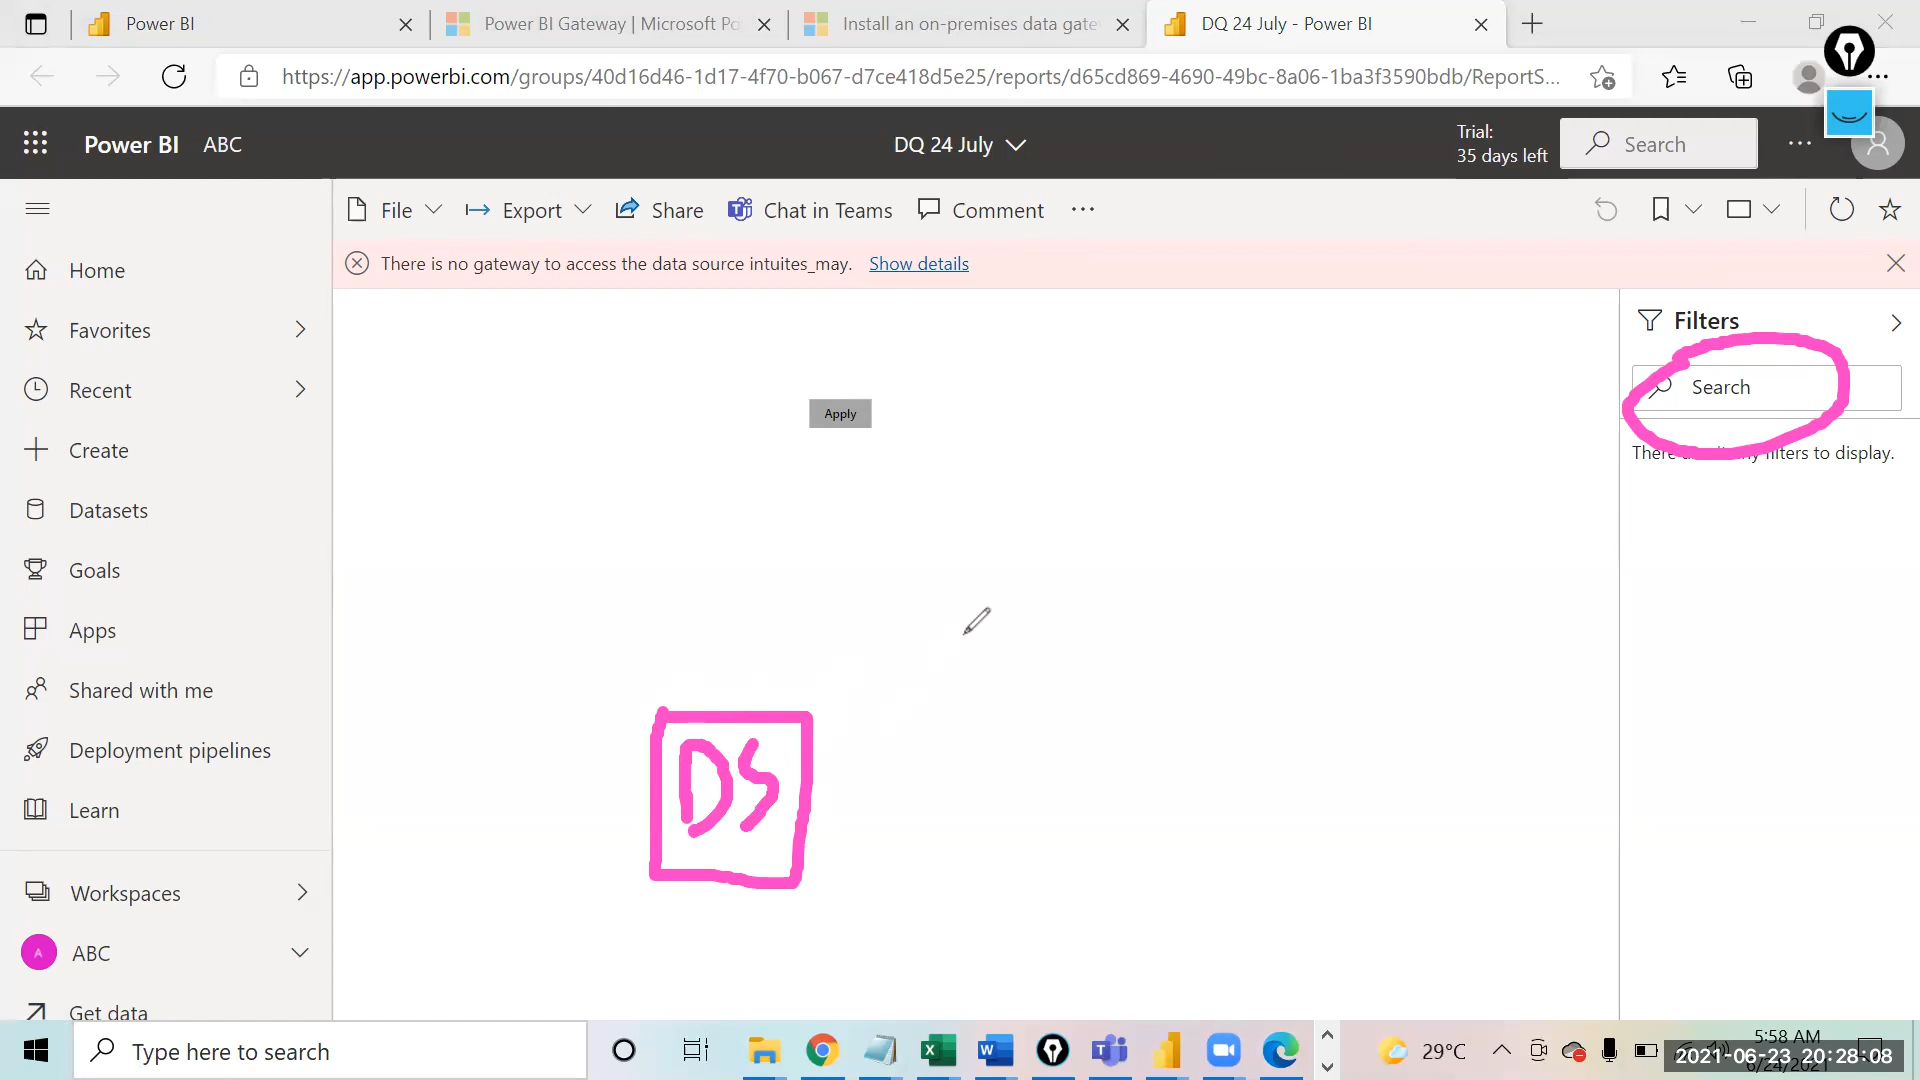 Power BI
Power BI Gateway | Microsoft Po
Install an on-premises data gate
DQ 24 July - Power BI
https://app.powerbi.com/groups/40d16d46-1d17-4f70-b067-d7ce418d5e25/reports/d65cd869-4690-49bc-8a06-1ba3f3590bdb/ReportS...
Power BI ABC
DQ 24 July
Trial:
35 days left
Search
File
Export
Share
Chat in Teams
Comment
There is no gateway to access the data source intuites_may. Show details
Home
Favorites
Recent
Create
Datasets
Goals
Apps
Shared with me
Deployment pipelines
Learn
Workspaces
A ABC
Get data
Apply
DS
Filters
Search
There filters to display.
Type here to search
29°C
5:58 AM
6/24/2021
2021-06-23 20:28:08